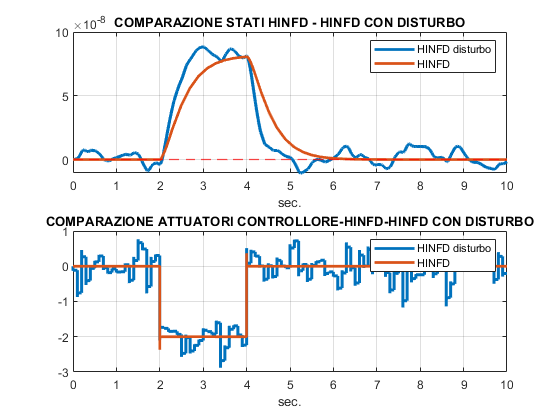 COMPARAZIONE STATI HINFD - HINFD CON DISTURBO
×10⁻⁸
10
5
0
HINFD disturbo
HINFD
0 1 2 3 4 5 6 7 8 9 10
sec.
COMPARAZIONE ATTUATORI CONTROLLORE-HINFD-HINFD CON DISTURBO
1
0
-1
-2
-3
HINFD disturbo
HINFD
0 1 2 3 4 5 6 7 8 9 10
sec.